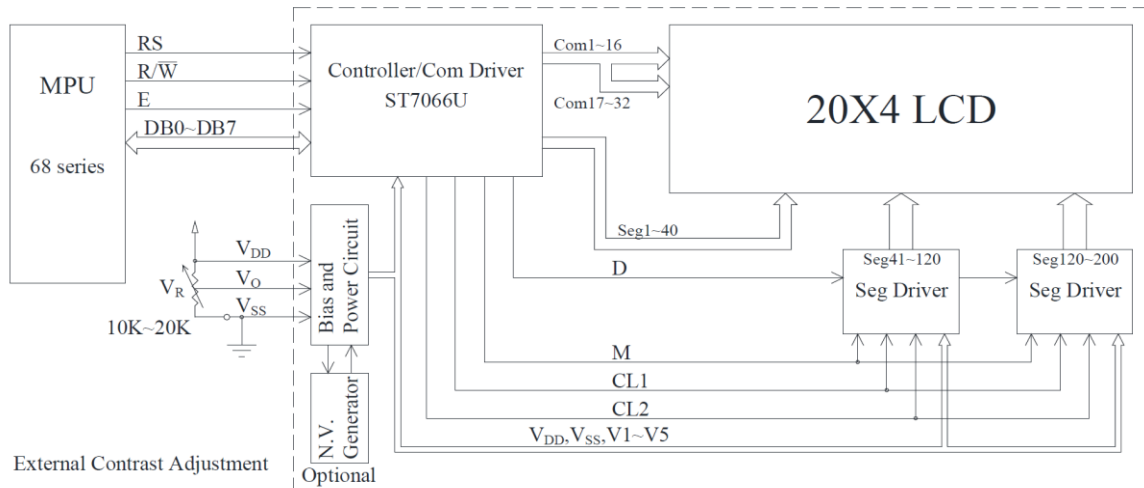 MPU
68 series
RS
R/W̅
E
DB0~DB7
Controller/Com Driver
ST7066U
Com1~16
Com17~32
20X4 LCD
Seg1~40
D
Seg41~120
Seg Driver
Seg120~200
Seg Driver
VDD
VO
VR
VSS
10K~20K
Bias and
Power Circuit
M
CL1
CL2
VDD,VSS,V1~V5
N.V.
Generator
Optional
External Contrast Adjustment